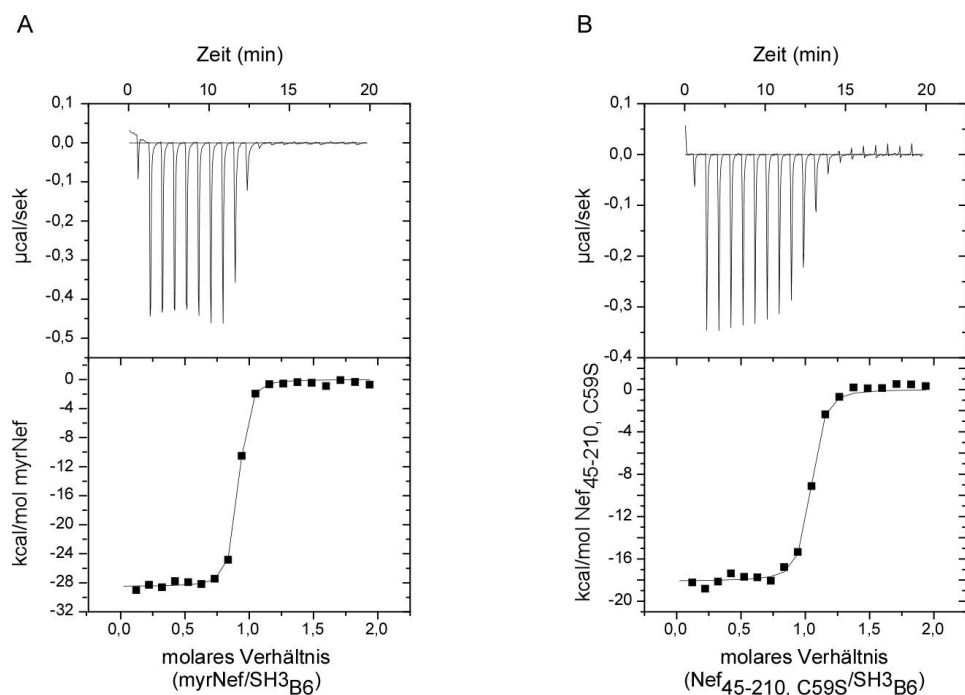 A
Zeit (min)
0 10 20
0,1
0,0
-0,1
-0,2
-0,3
-0,4
-0,5
µcal/sek
0
-4
-8
-12
-16
-20
-24
-28
-32
kcal/mol myrNef
0,0 0,5 1,0 1,5 2,0
molares Verhältnis
(myrNef/SH3B6)
B
Zeit (min)
0 10 20
0,1
0,0
-0,1
-0,2
-0,3
-0,4
µcal/sek
0
-4
-8
-12
-16
-20
kcal/mol Nef45-210, C59S
0,0 0,5 1,0 1,5 2,0
molares Verhältnis
(Nef45-210, C59S/SH3B6)